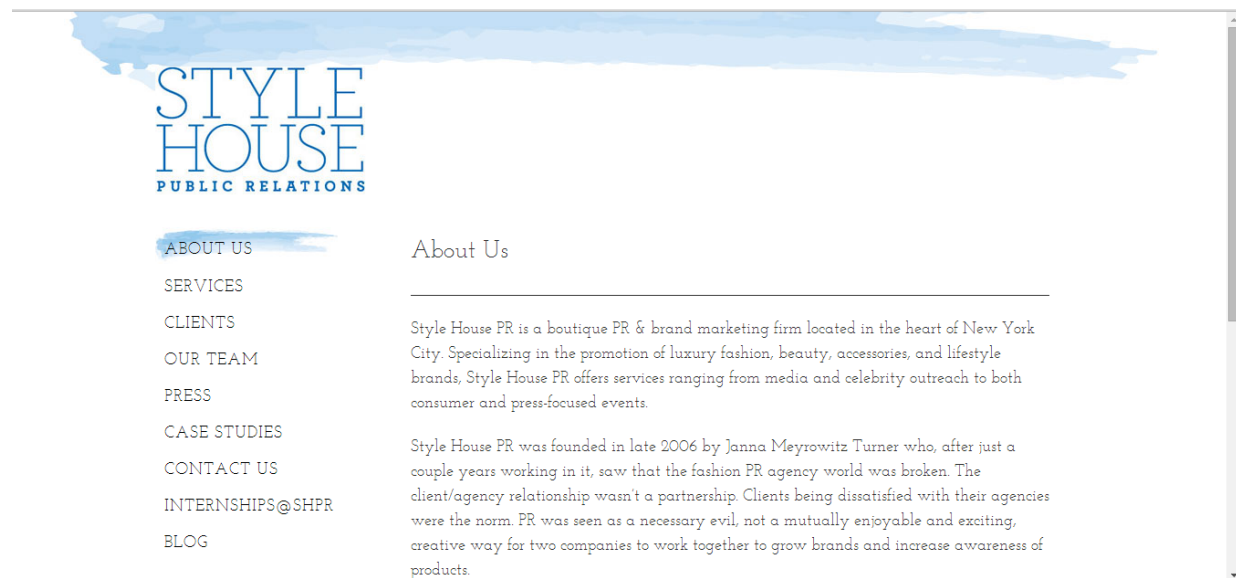 STYLE
HOUSE
PUBLIC RELATIONS
ABOUT US
SERVICES
CLIENTS
OUR TEAM
PRESS
CASE STUDIES
CONTACT US
INTERNSHIPS@SHPR
BLOG
About Us
Style House PR is a boutique PR & brand marketing firm located in the heart of New York
City. Specializing in the promotion of luxury fashion, beauty, accessories, and lifestyle
brands, Style House PR offers services ranging from media and celebrity outreach to both
consumer and press-focused events.
Style House PR was founded in late 2006 by Janna Meyrowitz Turner who, after just a
couple years working in it, saw that the fashion PR agency world was broken. The
client/agency relationship wasn't a partnership. Clients being dissatisfied with their agencies
were the norm. PR was seen as a necessary evil, not a mutually enjoyable and exciting,
creative way for two companies to work together to grow brands and increase awareness of
products.